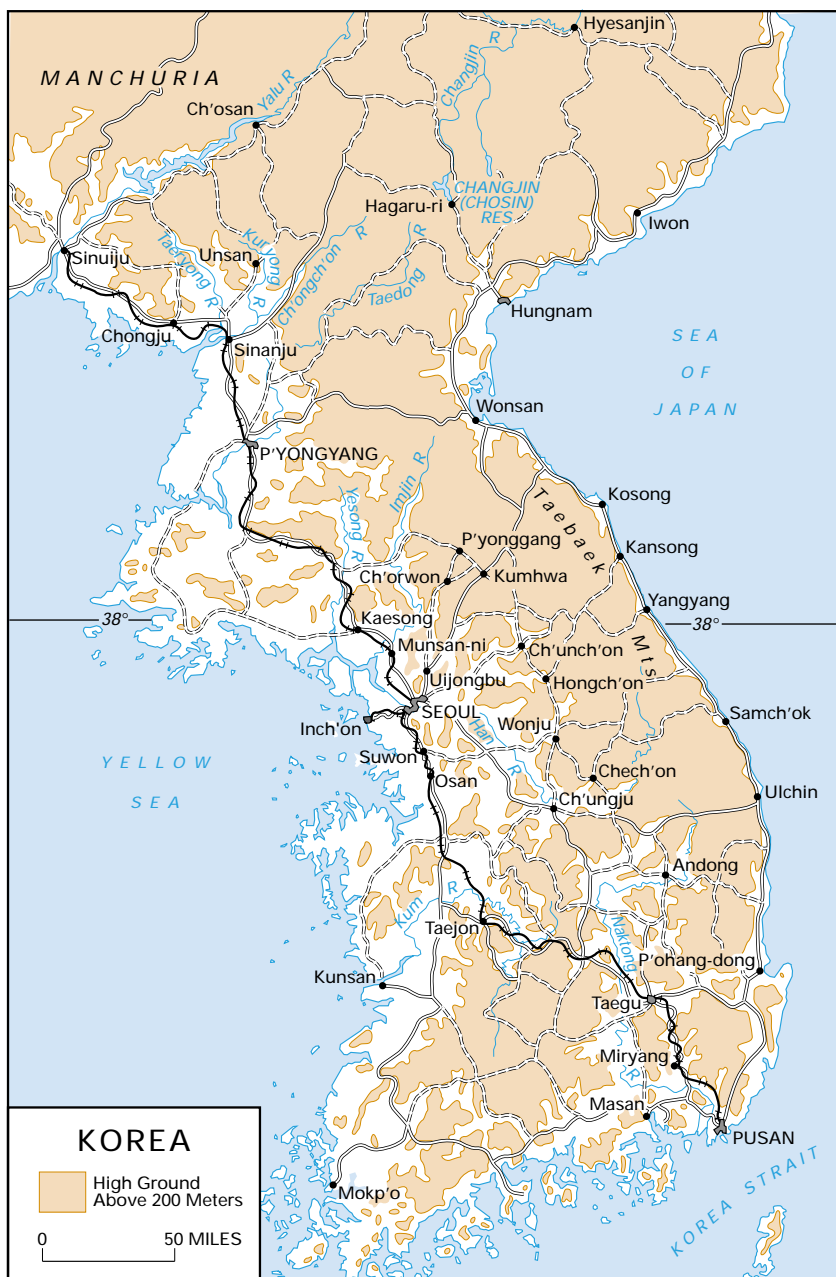 Hyesanjin
MANCHURIA
Yalu R
Changjin R
Ch'osan
Hagaru-ri
CHANGJIN
(CHOSIN)
RES
Iwon
Sinuiju
Taeryong R
Unsan
Kuryong R
Ch'ongch'on R
Taedong R
Hungnam
Chongju
Sinanju
SEA
OF
JAPAN
Wonsan
P'YONGYANG
Yesong R
Imjin R
Kosong
Taebaek Mts
P'yonggang
Kansong
Ch'orwon
Kumhwa
Yangyang
38°
38°
Kaesong
Munsan-ni
Ch'unch'on
Uijongbu
Hongch'on
SEOUL
Inch'on
Han R
Wonju
Samch'ok
YELLOW
SEA
Suwon
Osan
Chech'on
Ch'ungju
Ulchin
Andong
Kum R
Taejon
Naktong R
P'ohang-dong
Kunsan
Taegu
Miryang
Masan
PUSAN
Mokp'o
KOREA STRAIT
KOREA
High Ground
Above 200 Meters
0 50 MILES